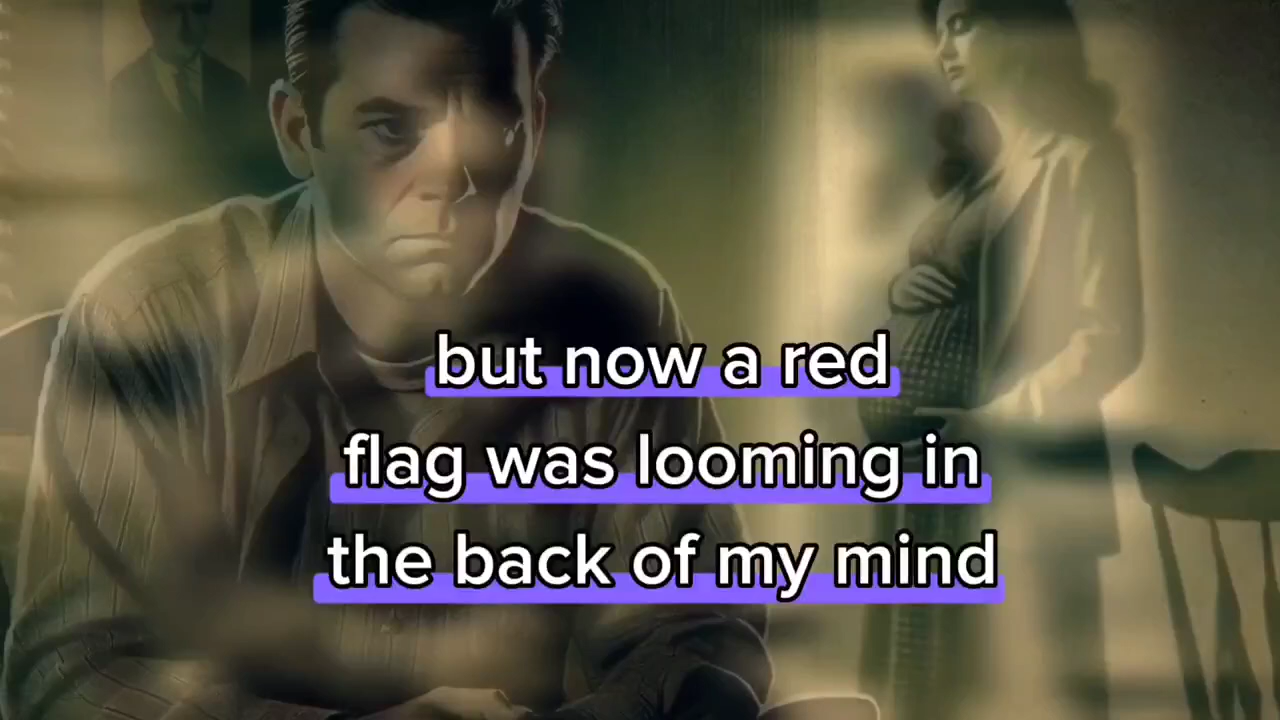 but now a red
flag was looming in
the back of my mind